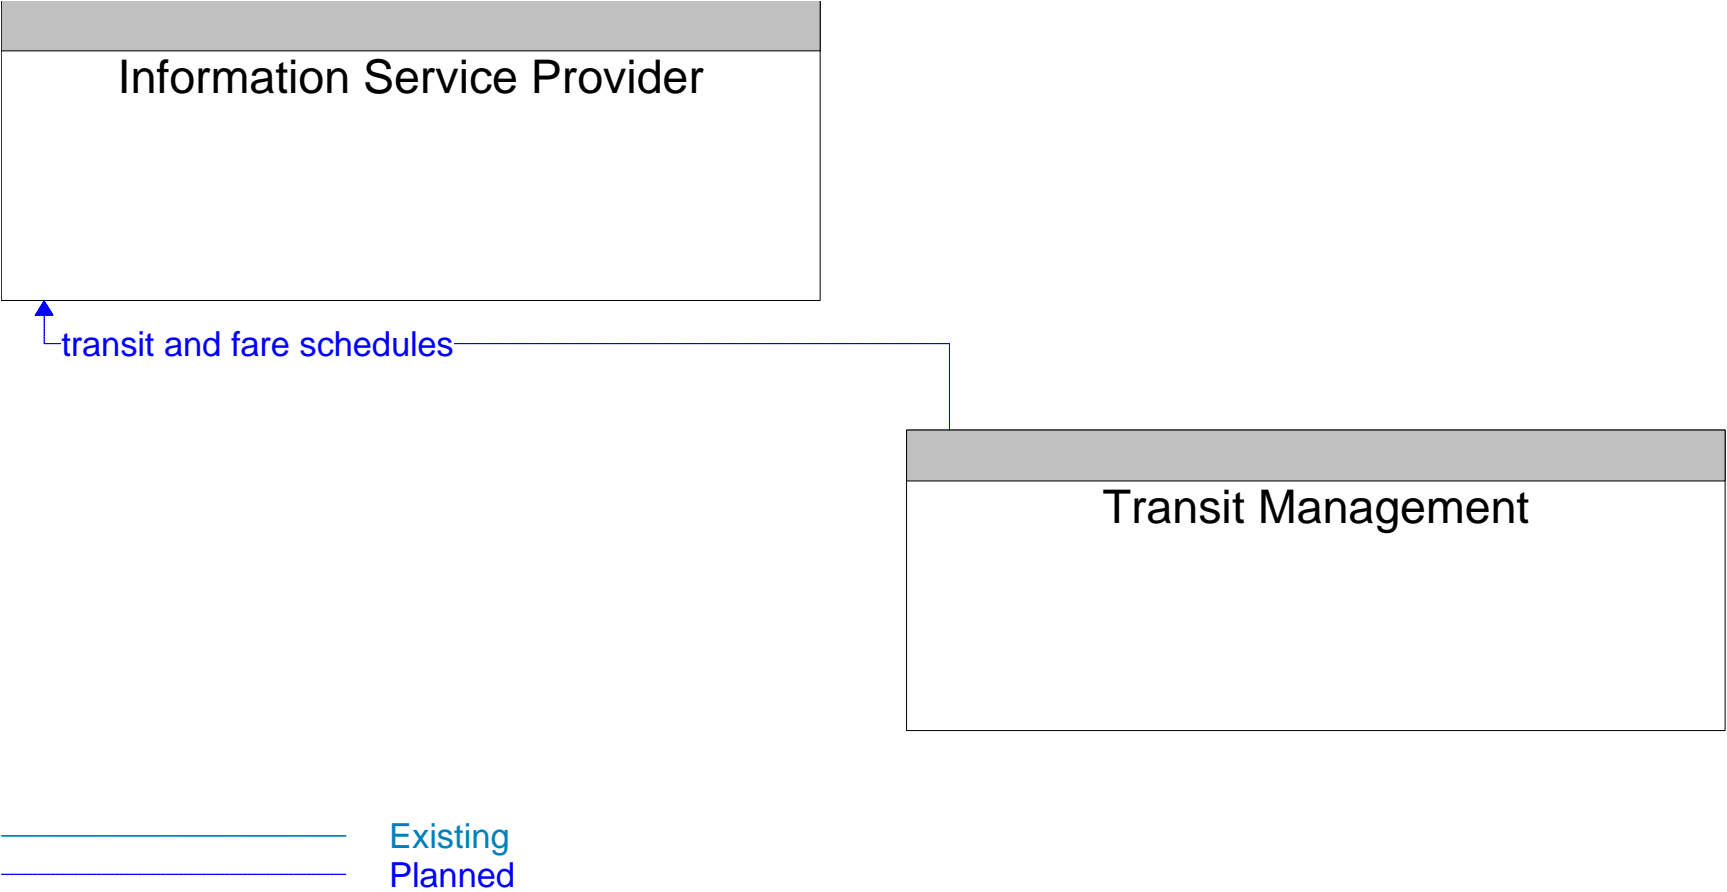 Information Service Provider
transit and fare schedules
Transit Management
Existing
Planned